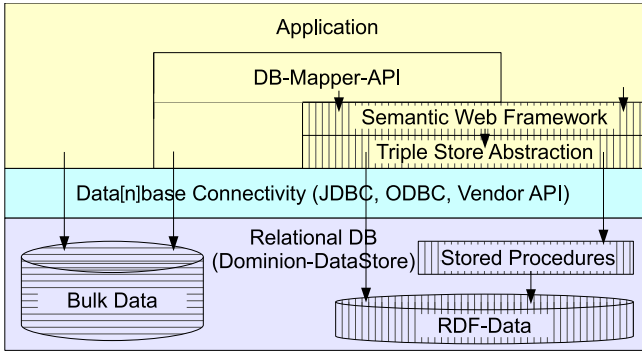 Application
DB-Mapper-API
Semantic Web Framework
Triple Store Abstraction
Data[n]base Connectivity (JDBC, ODBC, Vendor API)
Relational DB
(Dominion-DataStore)
Stored Procedures
Bulk Data
RDF-Data